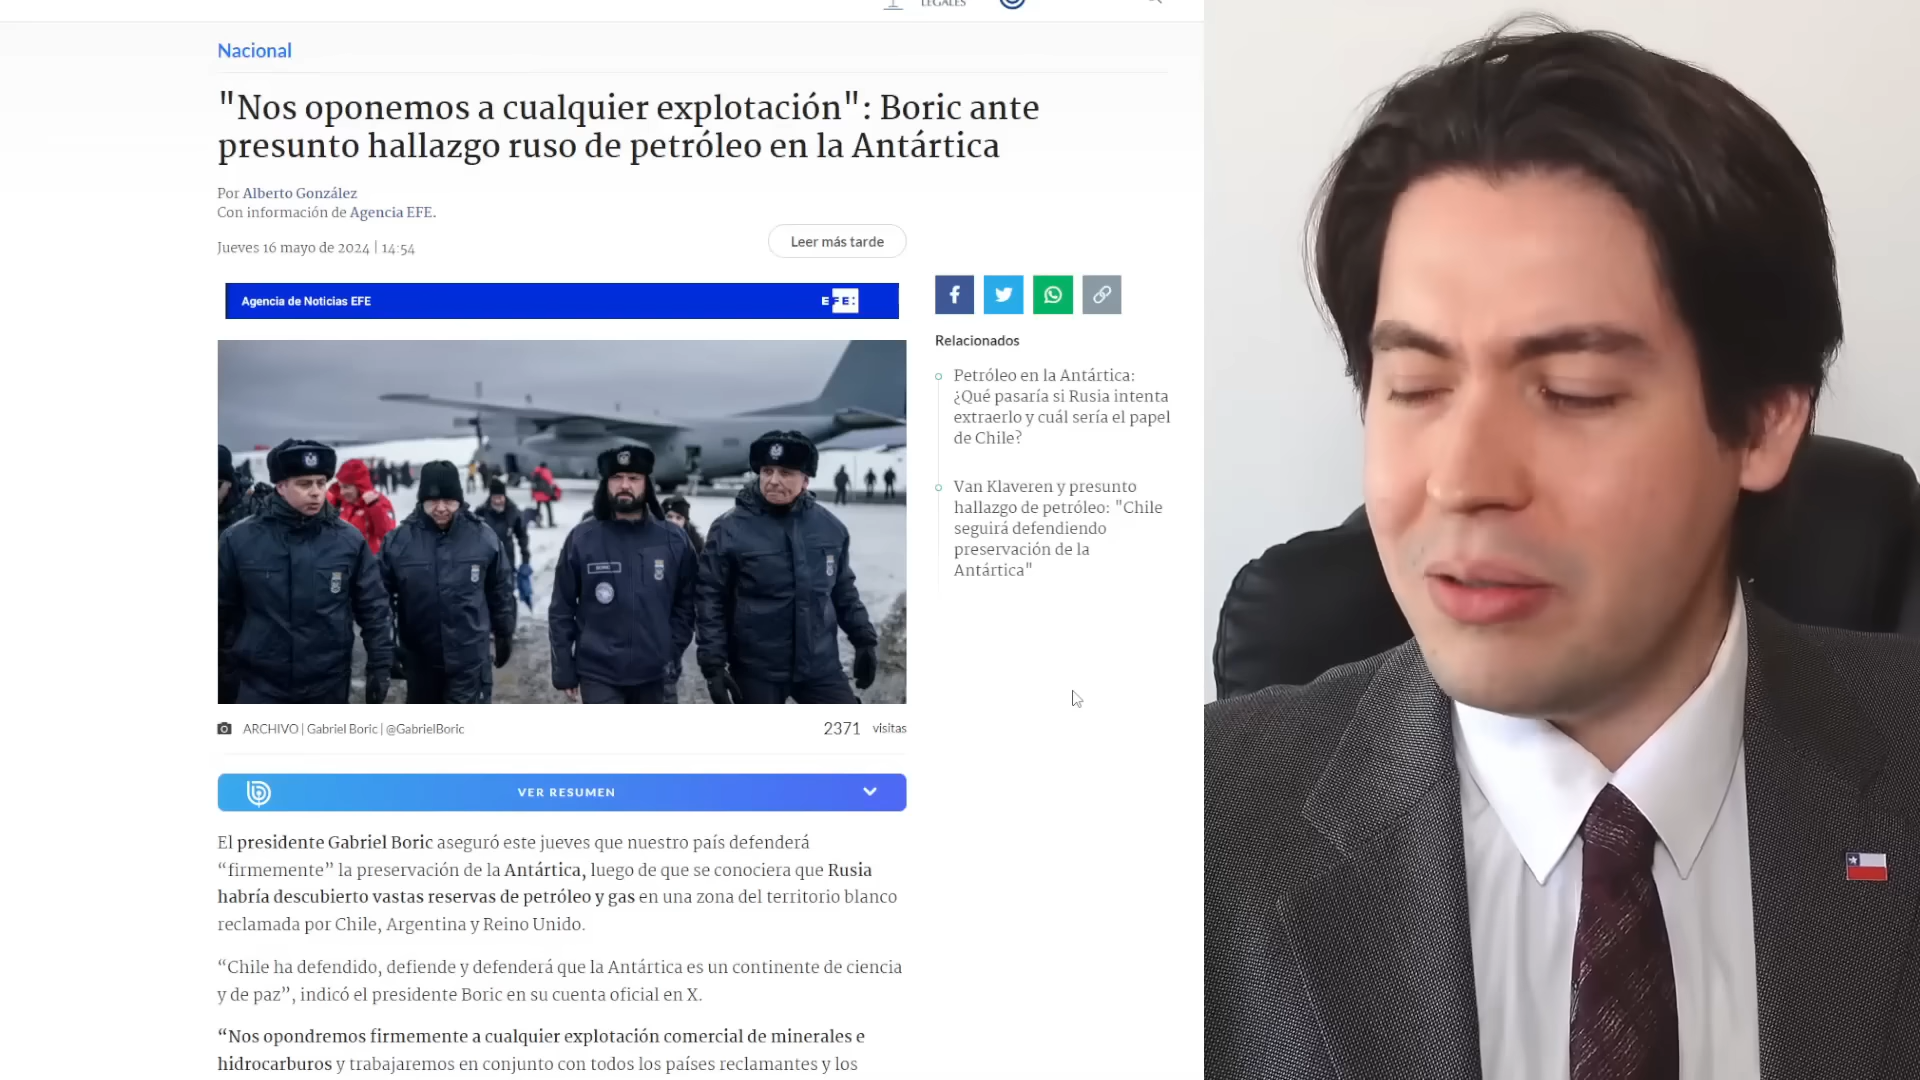 LEGALES
Nacional
"Nos oponemos a cualquier explotación": Boric ante
presunto hallazgo ruso de petróleo en la Antártica
Por Alberto González
Con información de Agencia EFE.
Jueves 16 mayo de 2024 | 14:54
Leer más tarde
Agencia de Noticias EFE
EFE:
Relacionados
Petróleo en la Antártica:
¿Qué pasaría si Rusia intenta
extraerlo y cuál sería el papel
de Chile?
Van Klaveren y presunto
hallazgo de petróleo: "Chile
seguirá defendiendo
preservación de la
Antártica"
BORIC
ARCHIVO | Gabriel Boric | @GabrielBoric
2371 visitas
VER RESUMEN
El presidente Gabriel Boric aseguró este jueves que nuestro país defenderá
“firmemente” la preservación de la Antártica, luego de que se conociera que Rusia
habría descubierto vastas reservas de petróleo y gas en una zona del territorio blanco
reclamada por Chile, Argentina y Reino Unido.
“Chile ha defendido, defiende y defenderá que la Antártica es un continente de ciencia
y de paz”, indicó el presidente Boric en su cuenta oficial en X.
“Nos opondremos firmemente a cualquier explotación comercial de minerales e
hidrocarburos y trabajaremos en conjunto con todos los países reclamantes y los